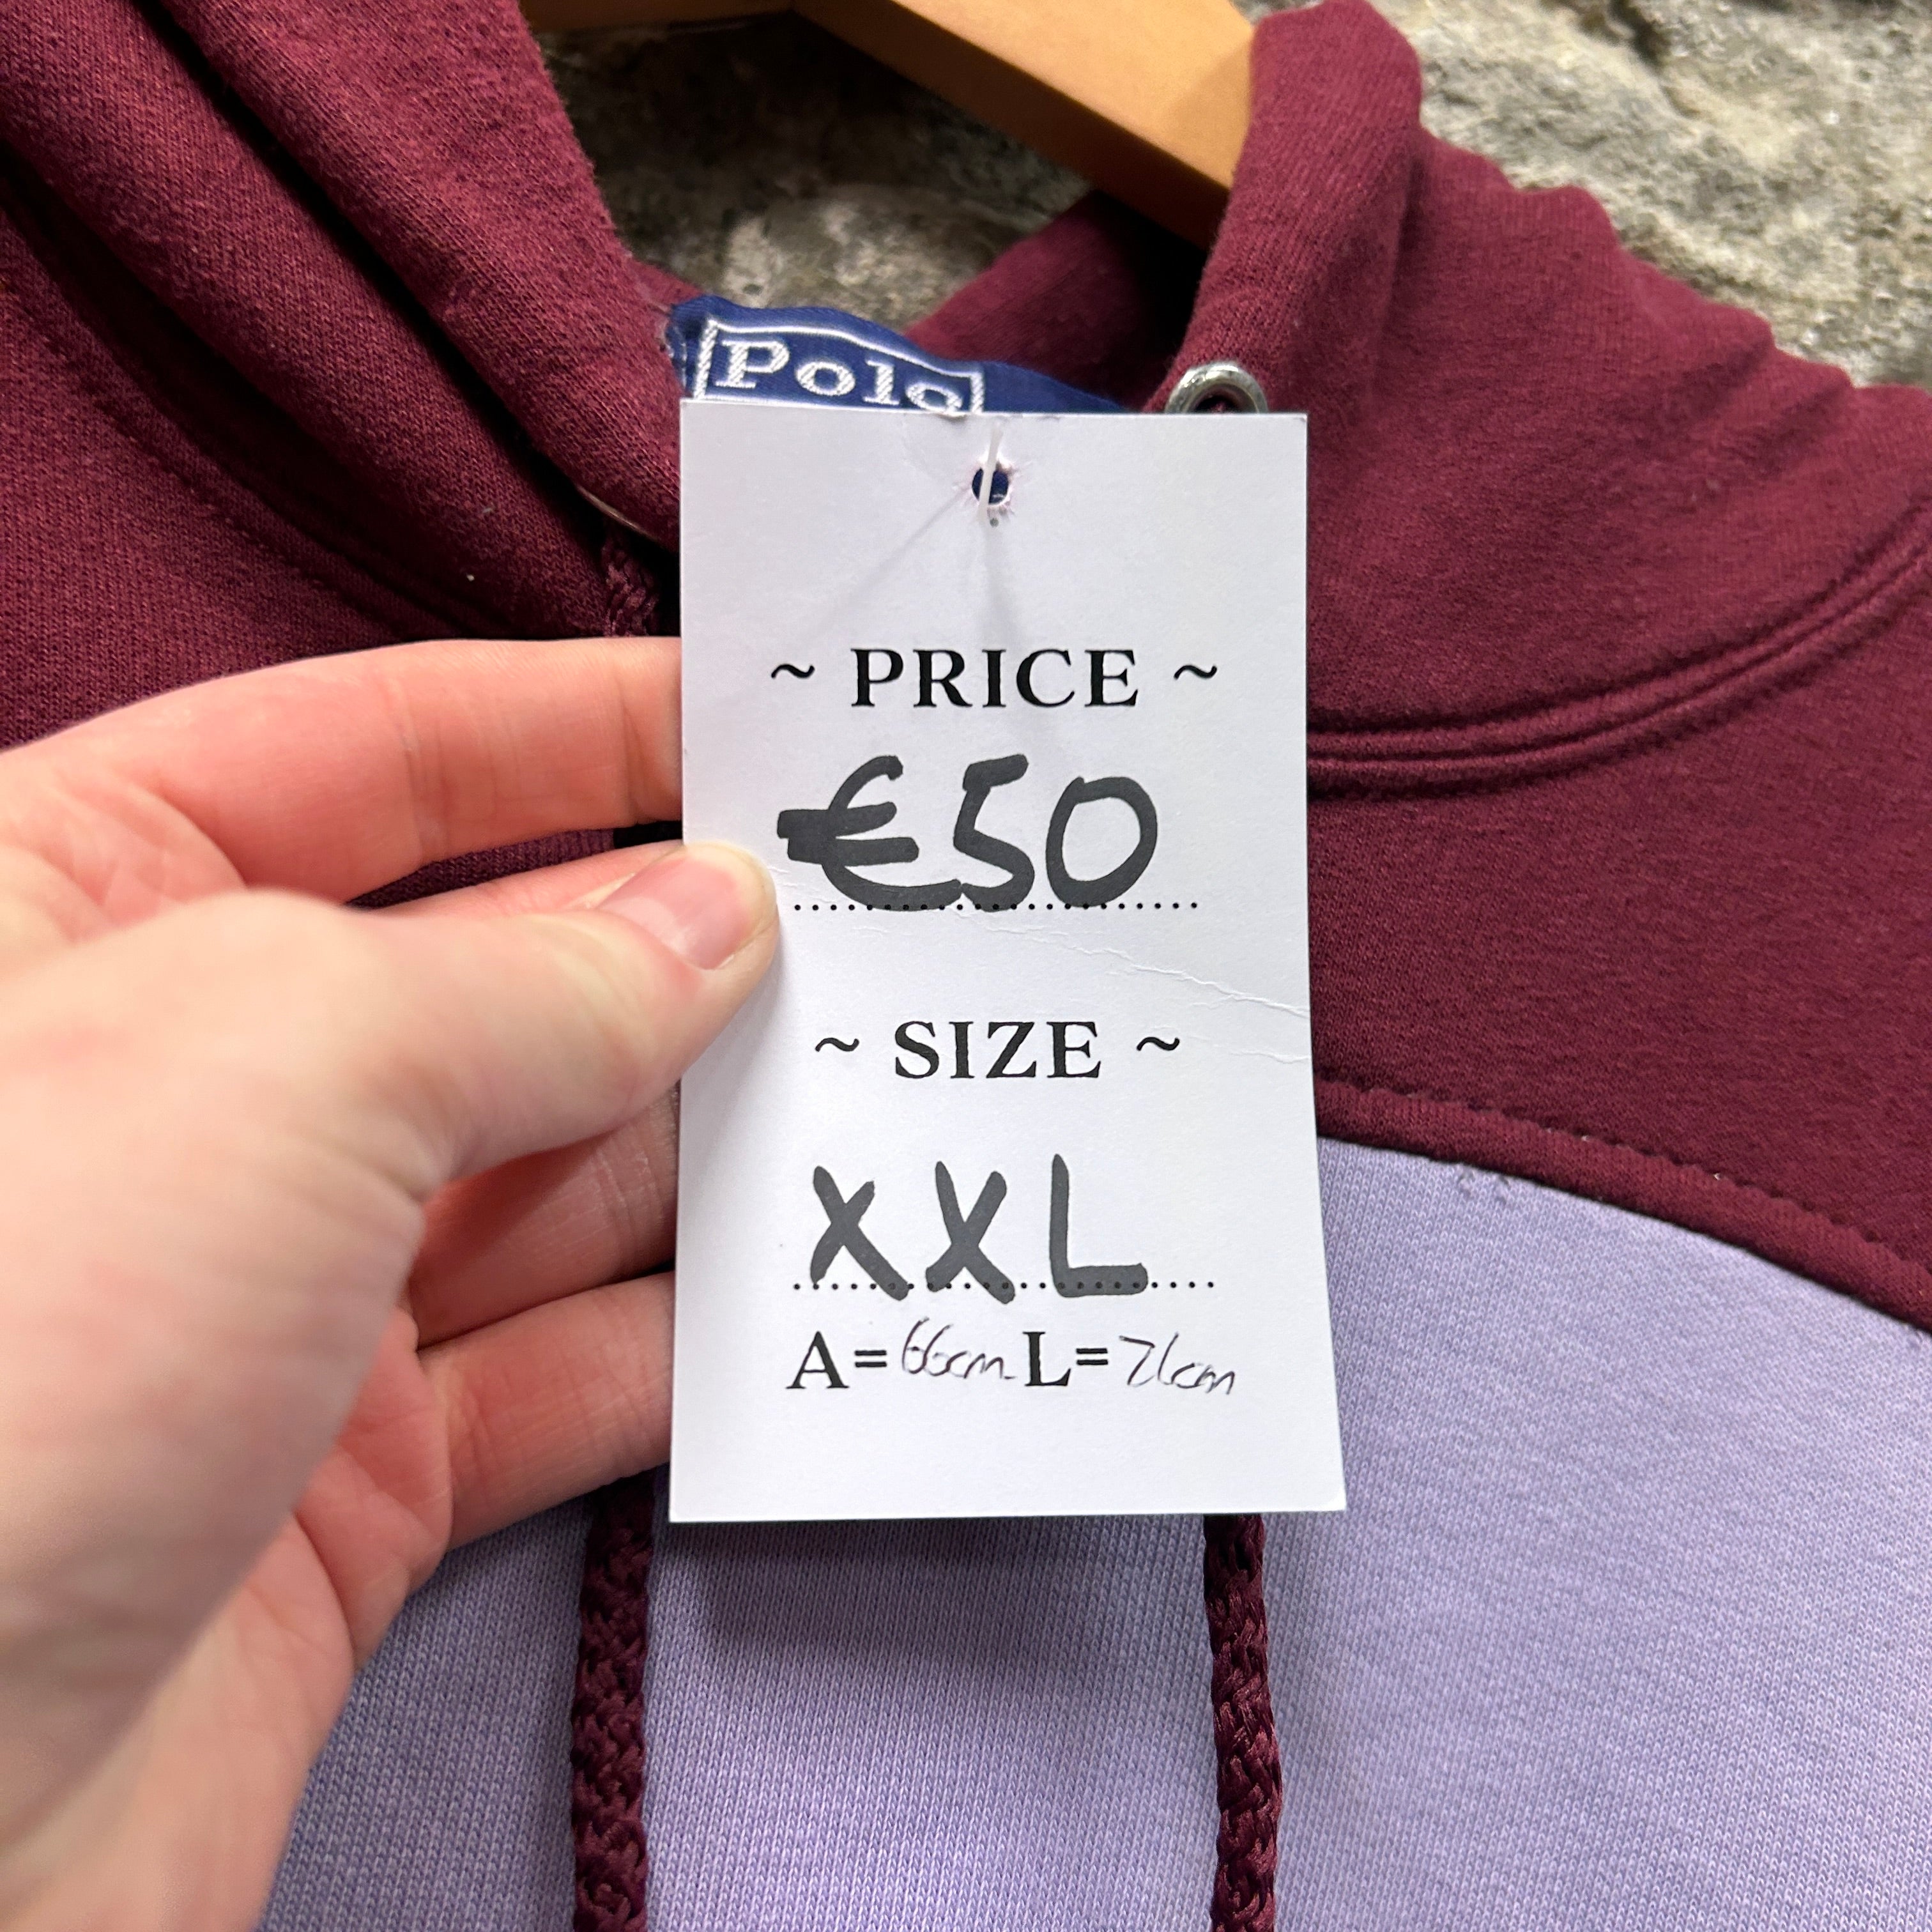 Polo
~ PRICE ~
€50
~ SIZE ~
XXL
A=66cm L=76cm